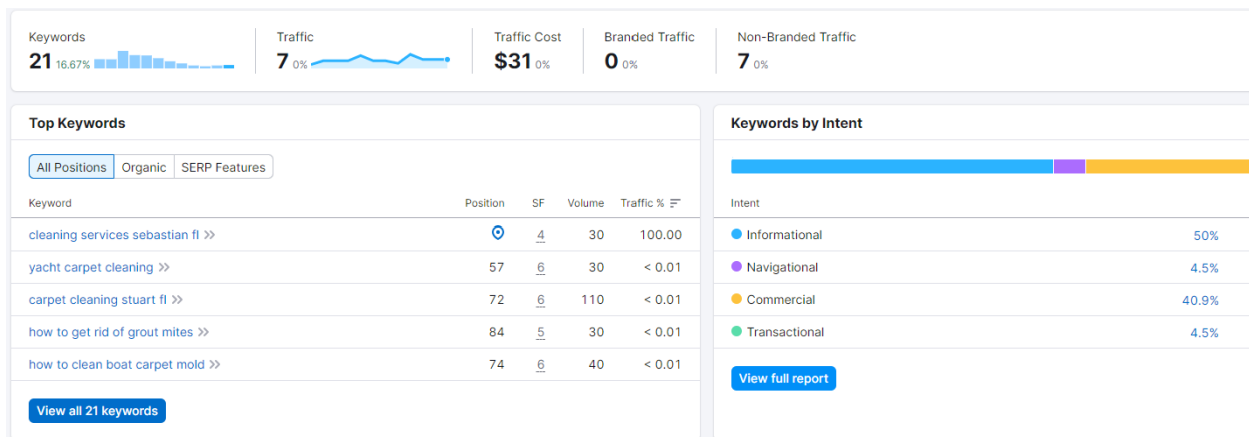 Keywords
21 16.67%
Traffic
7 0%
Traffic Cost
$31 0%
Branded Traffic
0 0%
Non-Branded Traffic
7 0%
Top Keywords
All Positions Organic SERP Features
Keyword Position SF Volume Traffic %
cleaning services sebastian fl 4 30 100.00
yacht carpet cleaning 57 6 30 < 0.01
carpet cleaning stuart fl 72 6 110 < 0.01
how to get rid of grout mites 84 5 30 < 0.01
how to clean boat carpet mold 74 6 40 < 0.01
View all 21 keywords
Keywords by Intent
Intent
Informational 50%
Navigational 4.5%
Commercial 40.9%
Transactional 4.5%
View full report